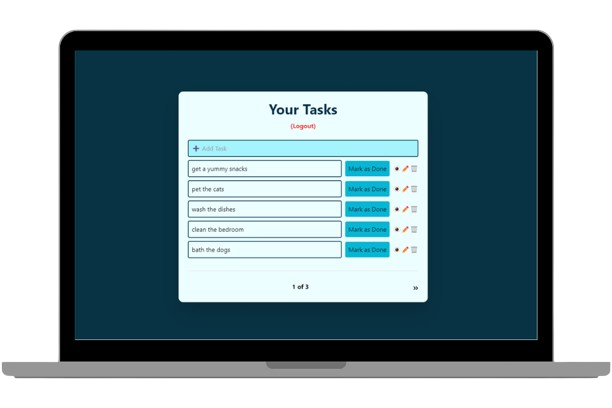 Your Tasks
(Logout)
+ Add Task
get a yummy snacks Mark as Done
pet the cats Mark as Done
wash the dishes Mark as Done
clean the bedroom Mark as Done
bath the dogs Mark as Done
1 of 3 »